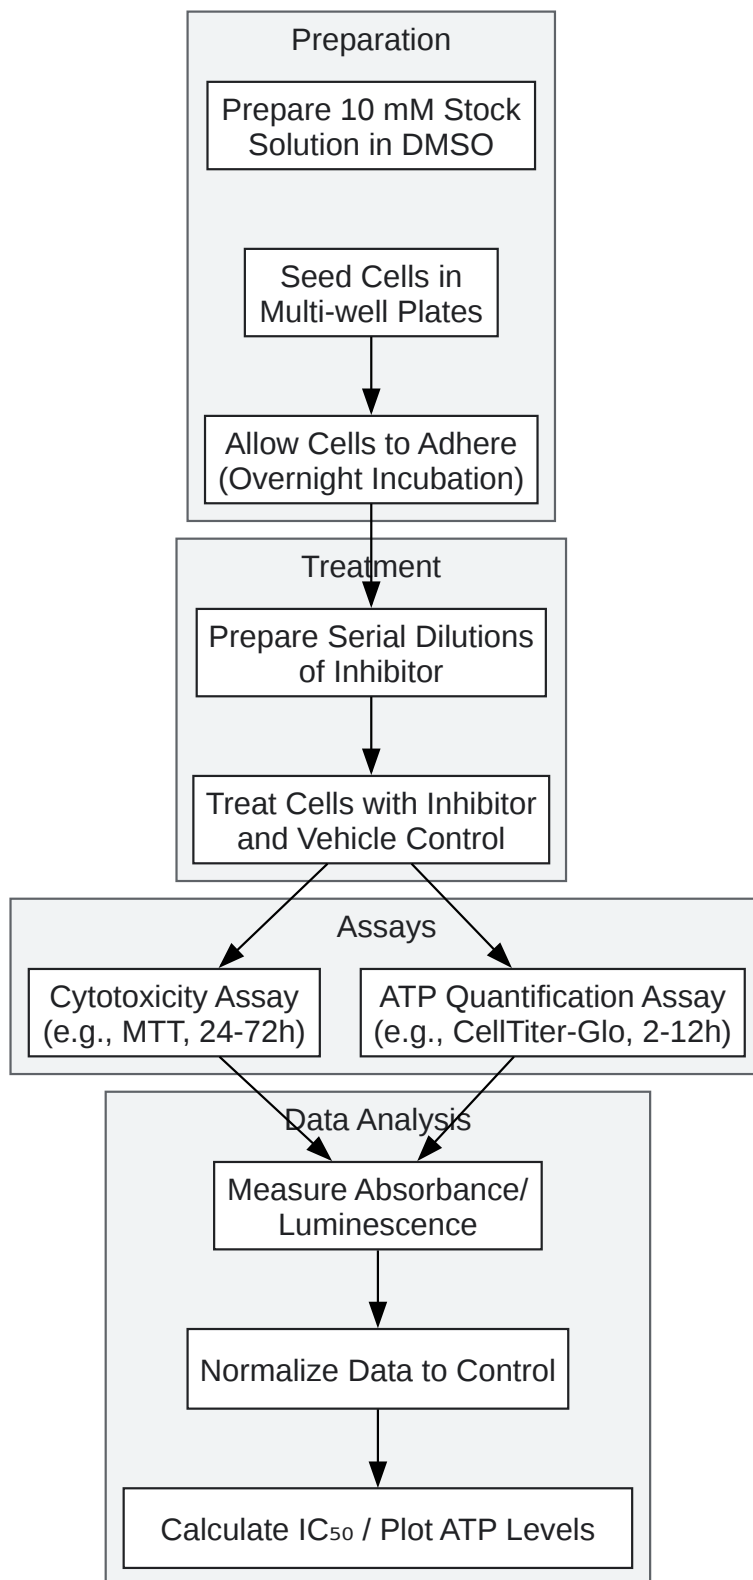 Preparation
Prepare 10 mM Stock
Solution in DMSO
Seed Cells in
Multi-well Plates
Allow Cells to Adhere
(Overnight Incubation)
Treatment
Prepare Serial Dilutions
of Inhibitor
Treat Cells with Inhibitor
and Vehicle Control
Assays
Cytotoxicity Assay
(e.g., MTT, 24-72h)
ATP Quantification Assay
(e.g., CellTiter-Glo, 2-12h)
Data Analysis
Measure Absorbance/
Luminescence
Normalize Data to Control
Calculate IC₅₀ / Plot ATP Levels